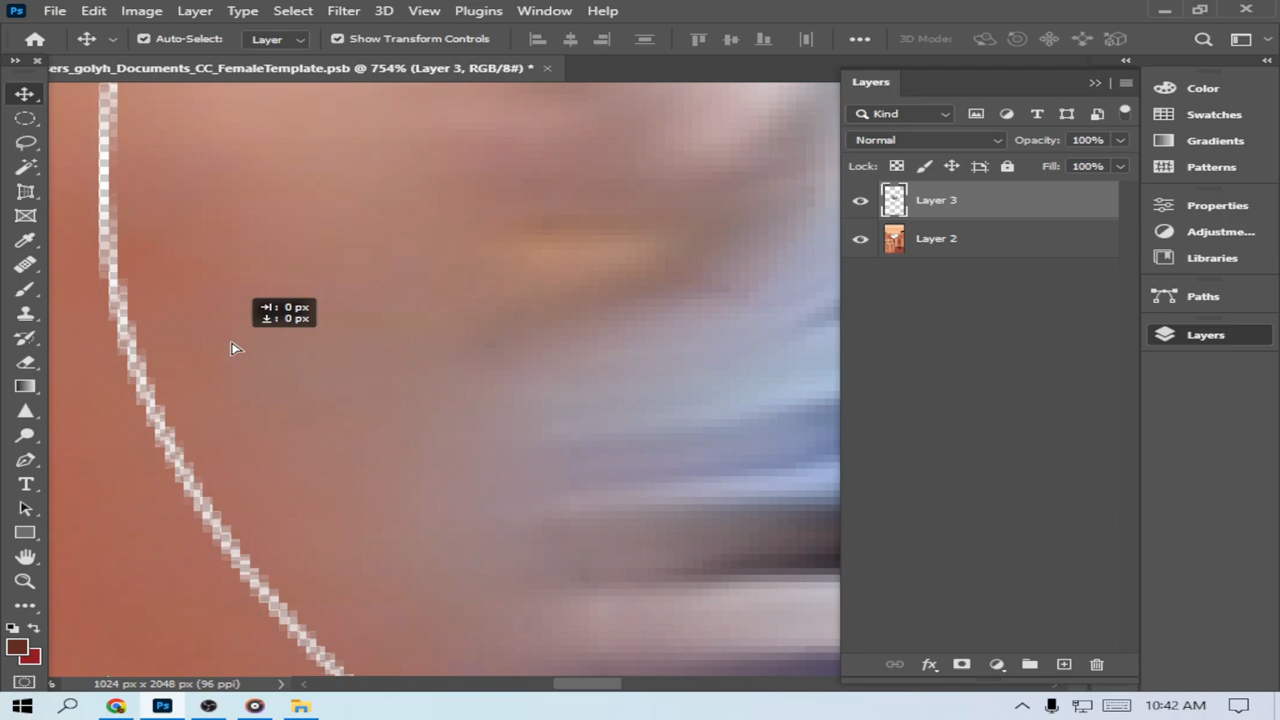 Ps File Edit Image Layer Type Select Filter 3D View Plugins Window Help
Auto-Select: Layer Show Transform Controls 3D Mode:
ers_golyh_Documents_CC_FemaleTemplate.psb @ 754% (Layer 3, RGB/8#) *
Layers
Kind
Normal Opacity: 100%
Lock: Fill: 100%
Layer 3
Layer 2
Color
Swatches
Gradients
Patterns
Properties
Adjustme...
Libraries
Paths
Layers
: 0 px
: 0 px
fx
% 1024 px x 2048 px (96 ppi)
Ps 10:42 AM